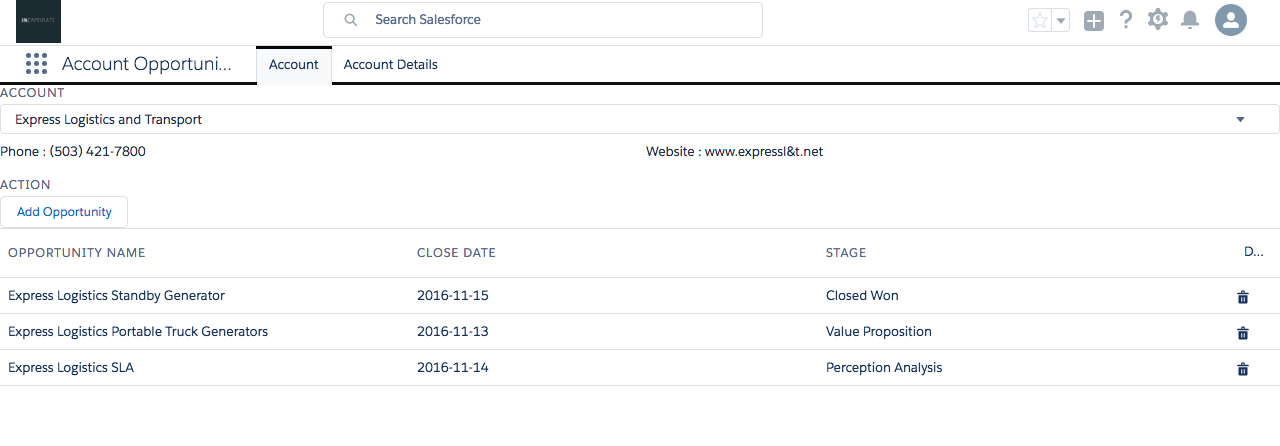 INCAPSULATE
Search Salesforce
Account Opportuni...
Account
Account Details
ACCOUNT
Express Logistics and Transport
Phone : (503) 421-7800
Website : www.expressl&t.net
ACTION
Add Opportunity
OPPORTUNITY NAME CLOSE DATE STAGE D...
Express Logistics Standby Generator 2016-11-15 Closed Won
Express Logistics Portable Truck Generators 2016-11-13 Value Proposition
Express Logistics SLA 2016-11-14 Perception Analysis